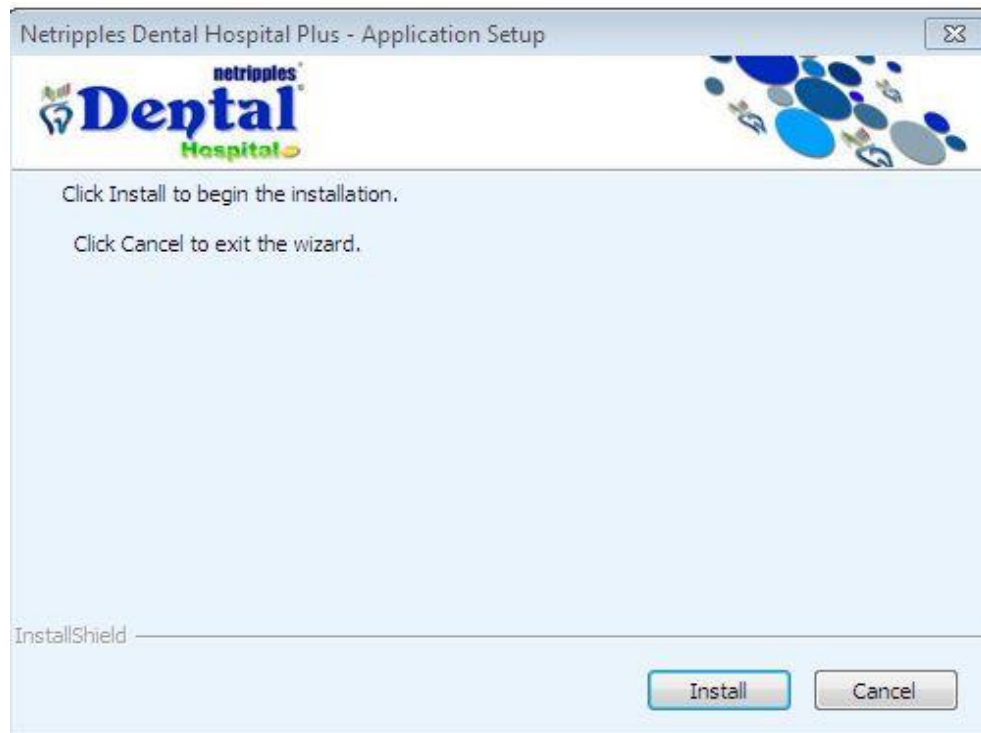 Netripples Dental Hospital Plus - Application Setup
netripples
Dental
Hospital
Click Install to begin the installation.
Click Cancel to exit the wizard.
InstallShield
Install Cancel